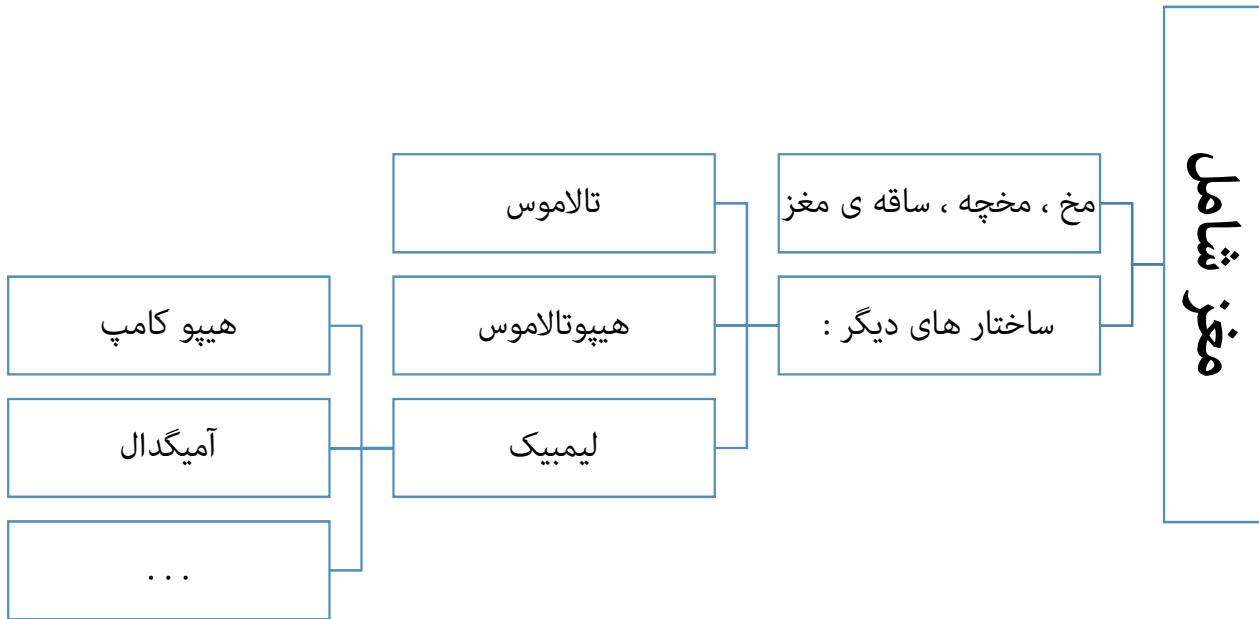 مغز شامل
مخ ، مخچه ، ساقه ی مغز
ساختار های دیگر :
تالاموس
هیپوتالاموس
لیمبیک
هیپو کامپ
آمیگدال
. . .